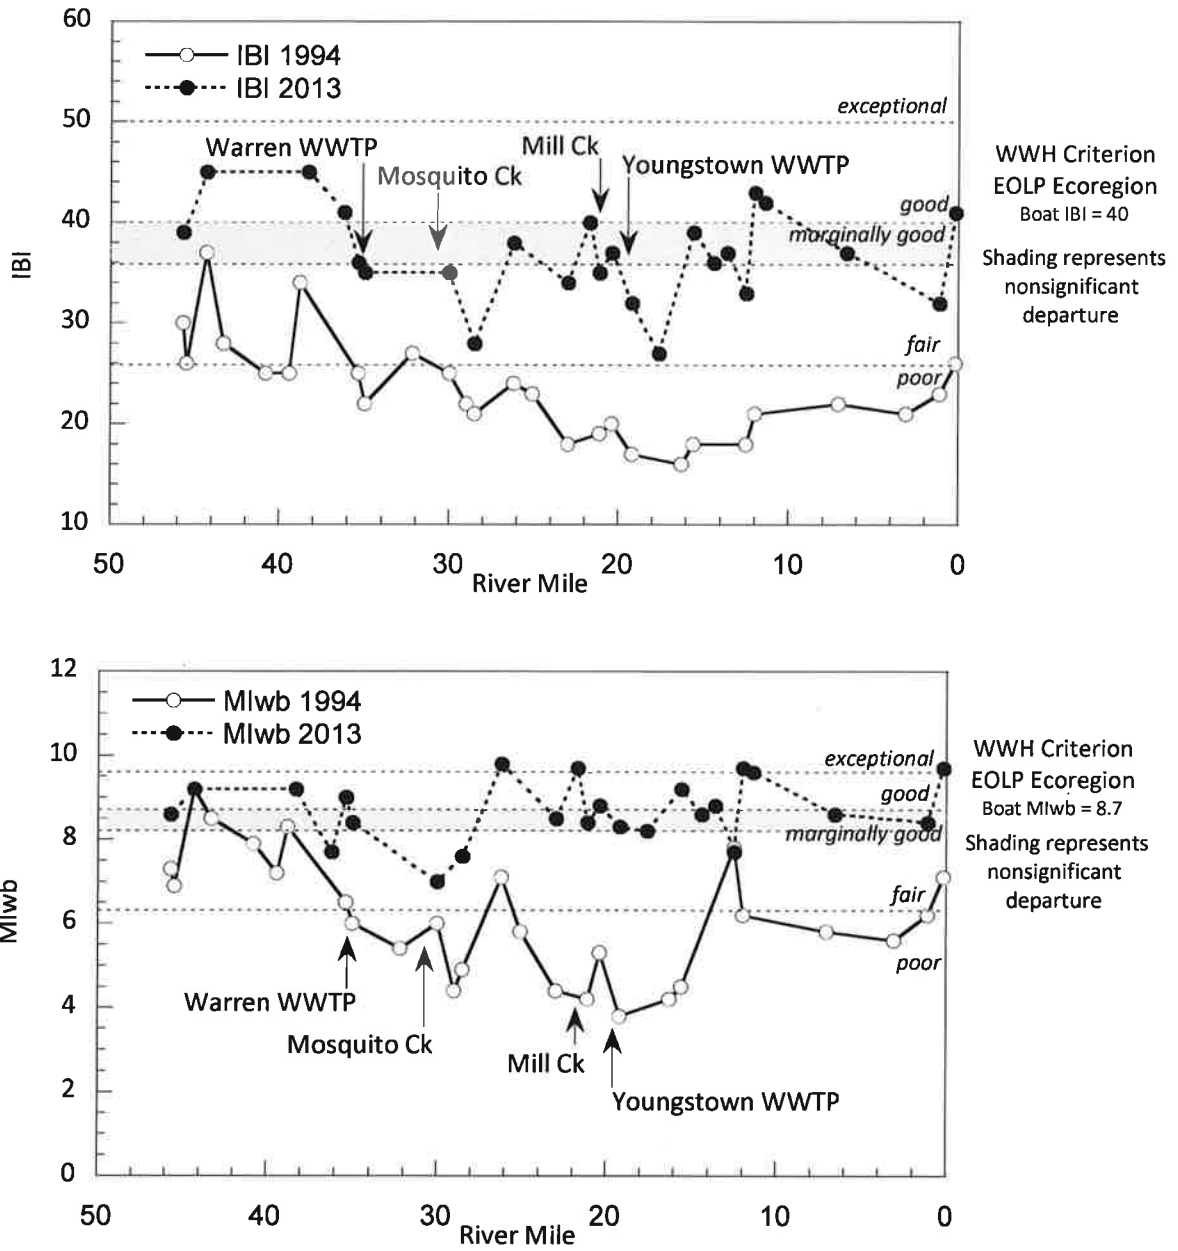 60
IBI 1994
IBI 2013
exceptional
50
Warren WWTP
Mill Ck
Mosquito Ck
Youngstown WWTP
WWH Criterion
EOLP Ecoregion
Boat IBI = 40
good
40
marginally good
Shading represents
nonsignificant
departure
IBI
30
fair
poor
20
10
50 40 30 20 10 0
River Mile
12
MIwb 1994
MIwb 2013
10
exceptional
WWH Criterion
EOLP Ecoregion
Boat MIwb = 8.7
good
8
marginally good
Shading represents
nonsignificant
departure
MIwb
fair
6
poor
Warren WWTP
4
Mosquito Ck
Mill Ck
2
Youngstown WWTP
0
50 40 30 20 10 0
River Mile